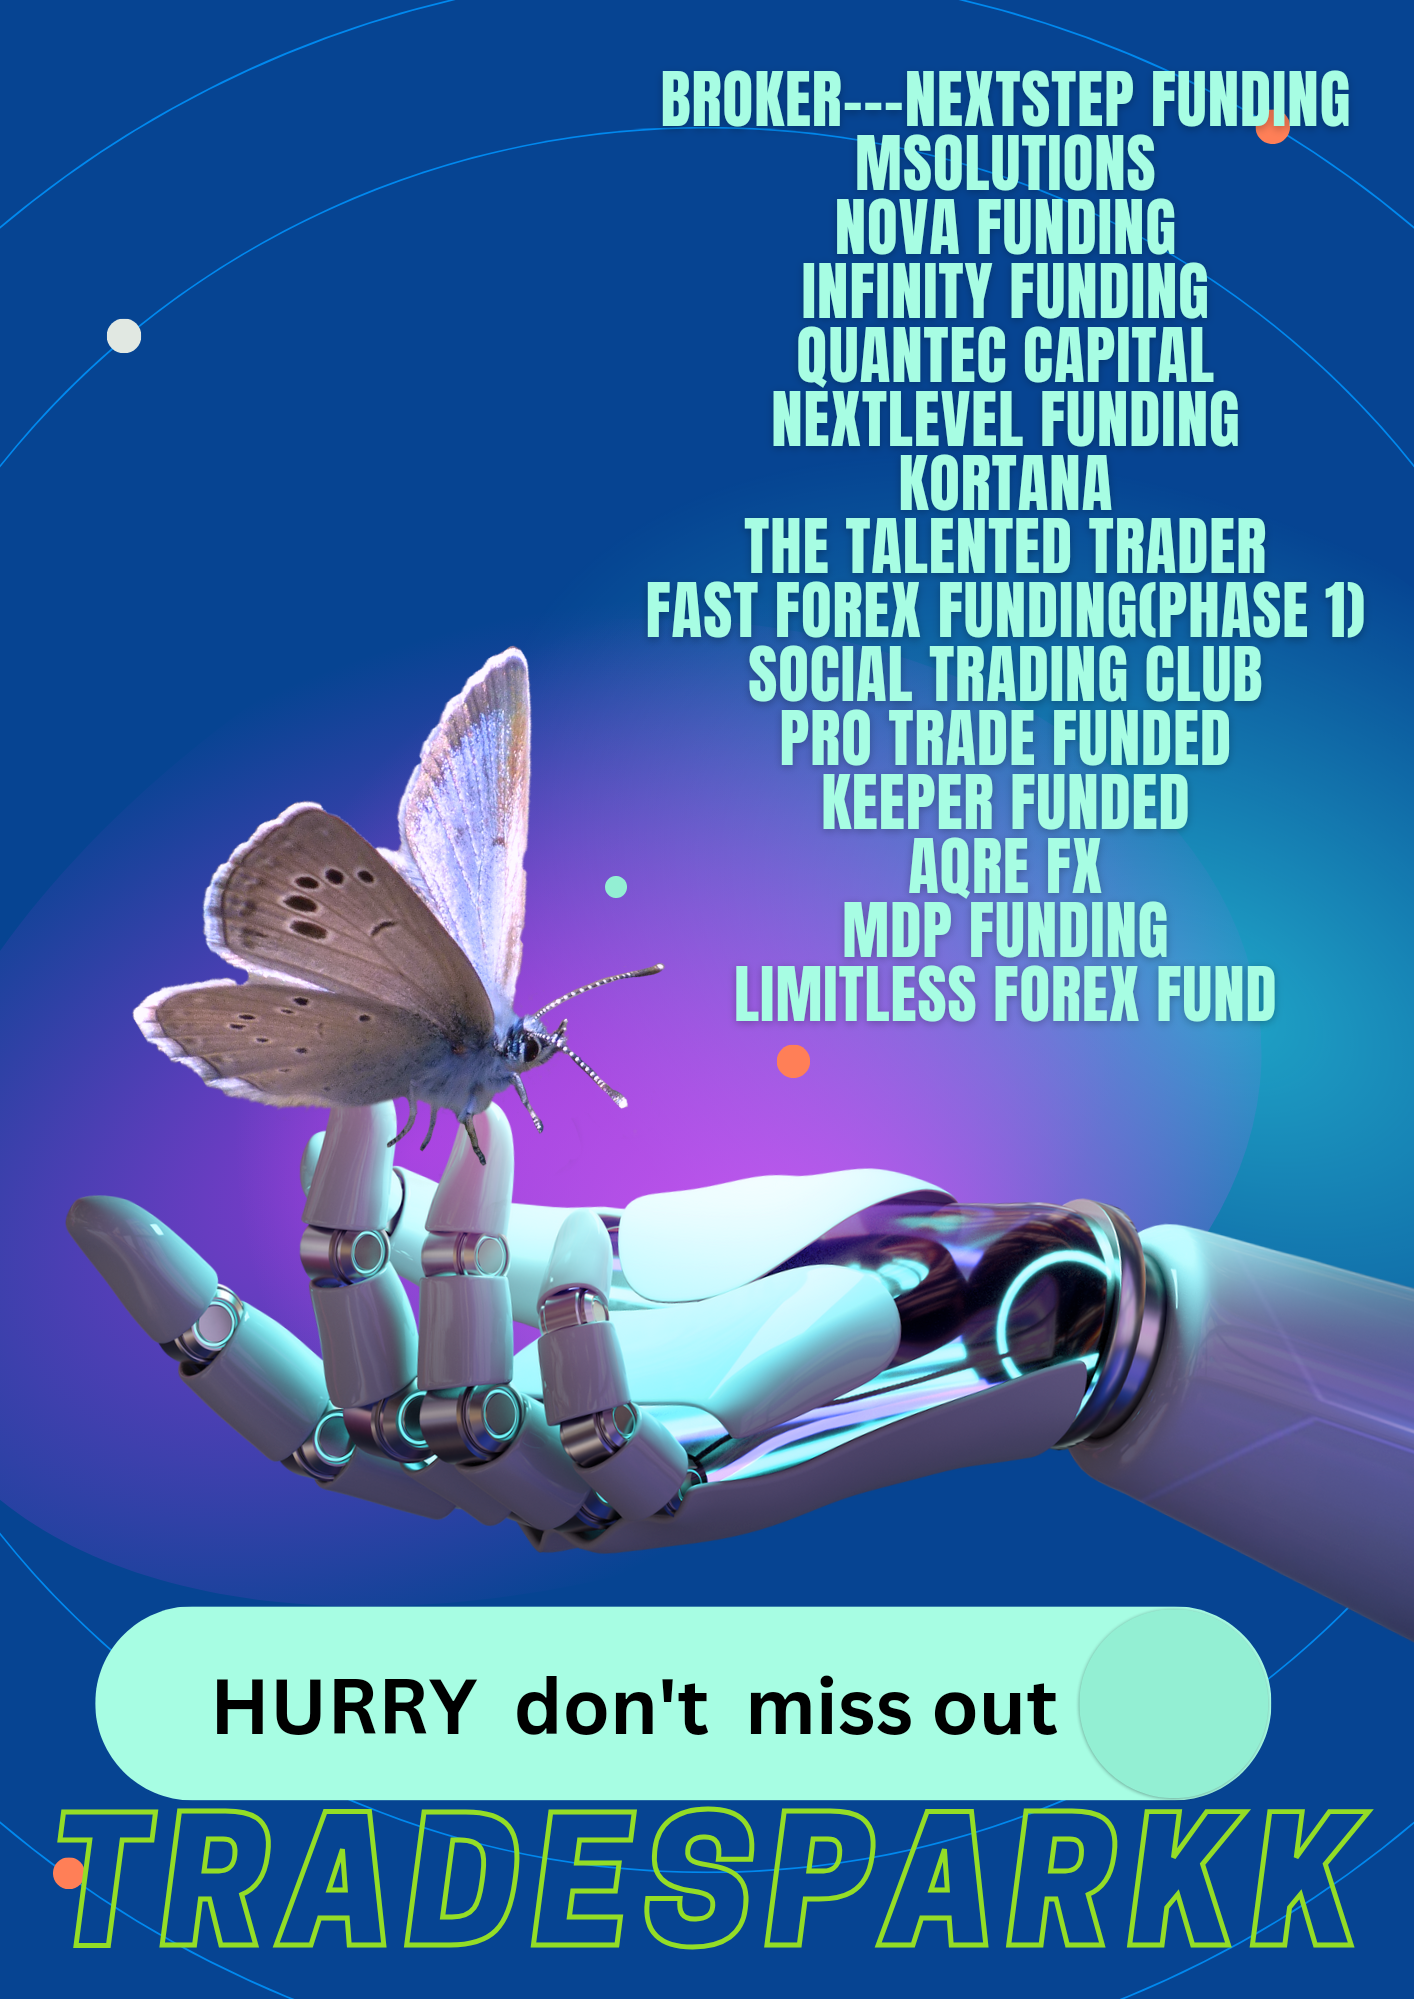 BROKER---NEXTSTEP FUNDING
MSOLUTIONS
NOVA FUNDING
INFINITY FUNDING
QUANTEC CAPITAL
NEXTLEVEL FUNDING
KORTANA
THE TALENTED TRADER
FAST FOREX FUNDING(PHASE 1)
SOCIAL TRADING CLUB
PRO TRADE FUNDED
KEEPER FUNDED
AQRE FX
MDP FUNDING
LIMITLESS FOREX FUND
HURRY don't miss out
TRADESPARKK